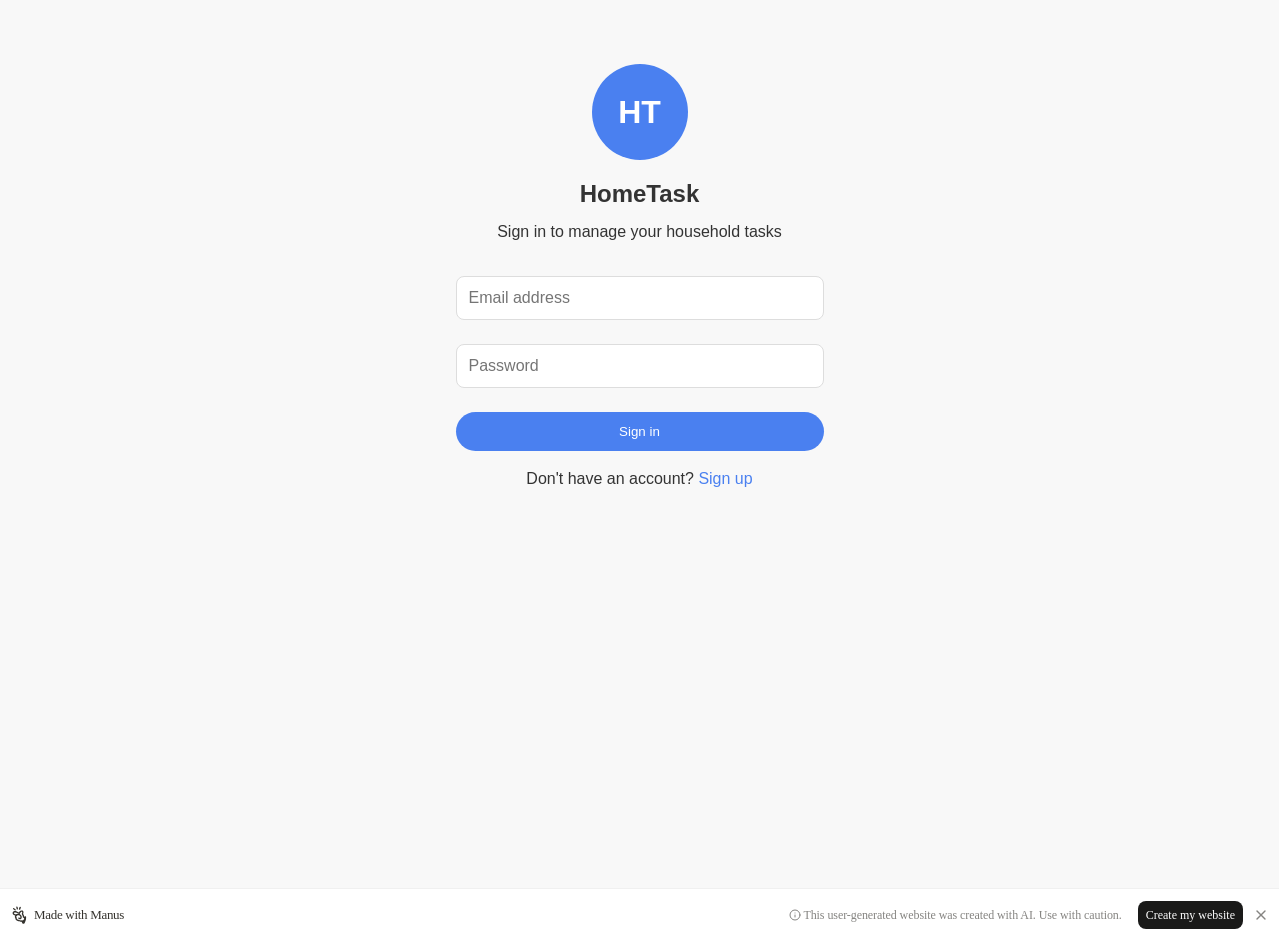 HT
HomeTask
Sign in to manage your household tasks
Email address
Password
Sign in
Don't have an account? Sign up
Made with Manus
This user-generated website was created with AI. Use with caution.
Create my website